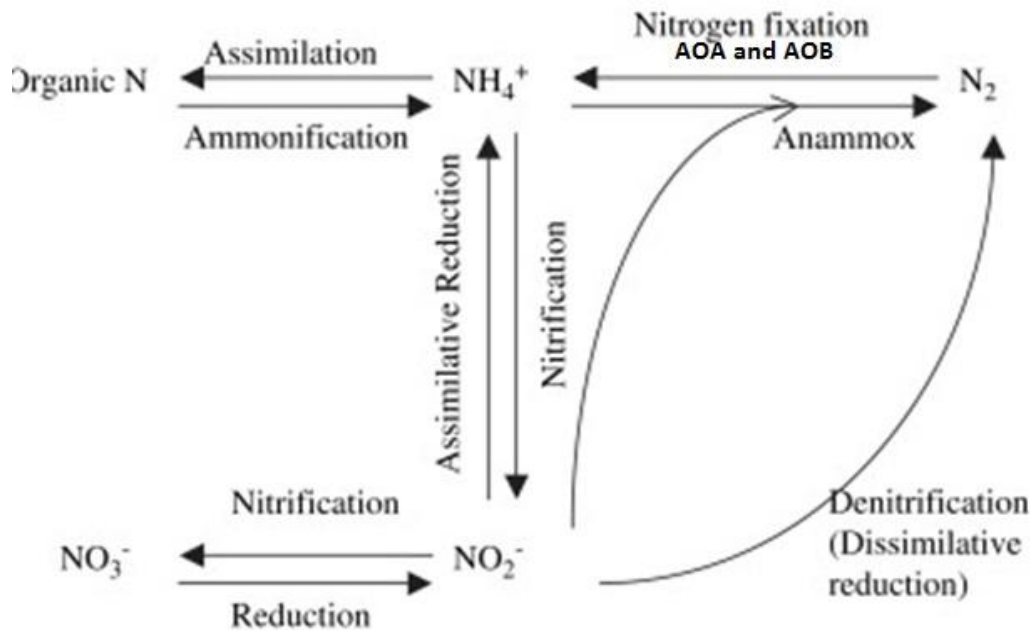 Nitrogen fixation
AOA and AOB
Assimilation
Organic N
NH₄⁺
N₂
Ammonification
Anammox
Assimilative Reduction
Nitrification
Nitrification
Denitrification
(Dissimilative
reduction)
NO₃⁻
NO₂⁻
Reduction